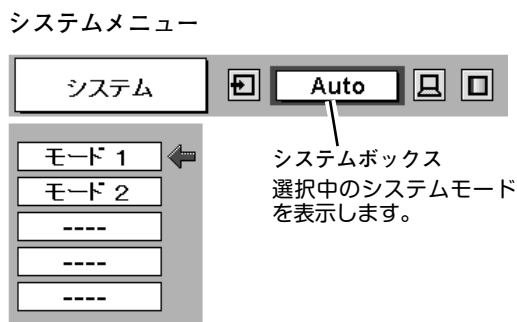 システムメニュー
システム
Auto
モード 1
モード 2
----
----
----
システムボックス
選択中のシステムモード
を表示します。